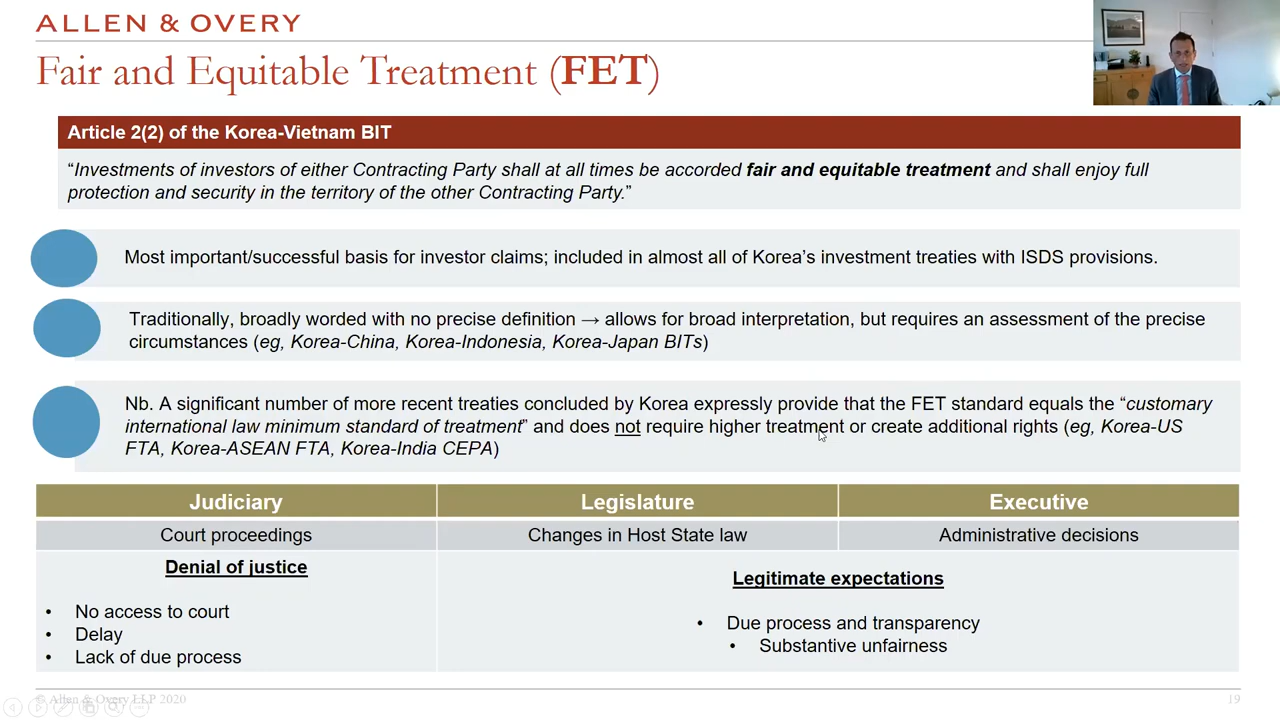 ALLEN & OVERY
Fair and Equitable Treatment (FET)
Article 2(2) of the Korea-Vietnam BIT
“Investments of investors of either Contracting Party shall at all times be accorded fair and equitable treatment and shall enjoy full
protection and security in the territory of the other Contracting Party.”
Most important/successful basis for investor claims; included in almost all of Korea’s investment treaties with ISDS provisions.
Traditionally, broadly worded with no precise definition → allows for broad interpretation, but requires an assessment of the precise
circumstances (eg, Korea-China, Korea-Indonesia, Korea-Japan BITs)
Nb. A significant number of more recent treaties concluded by Korea expressly provide that the FET standard equals the “customary
international law minimum standard of treatment” and does not require higher treatment or create additional rights (eg, Korea-US
FTA, Korea-ASEAN FTA, Korea-India CEPA)
Judiciary
Legislature
Executive
Court proceedings
Changes in Host State law
Administrative decisions
Denial of justice
• No access to court
• Delay
• Lack of due process
Legitimate expectations
• Due process and transparency
• Substantive unfairness
© Allen & Overy LLP 2020
19